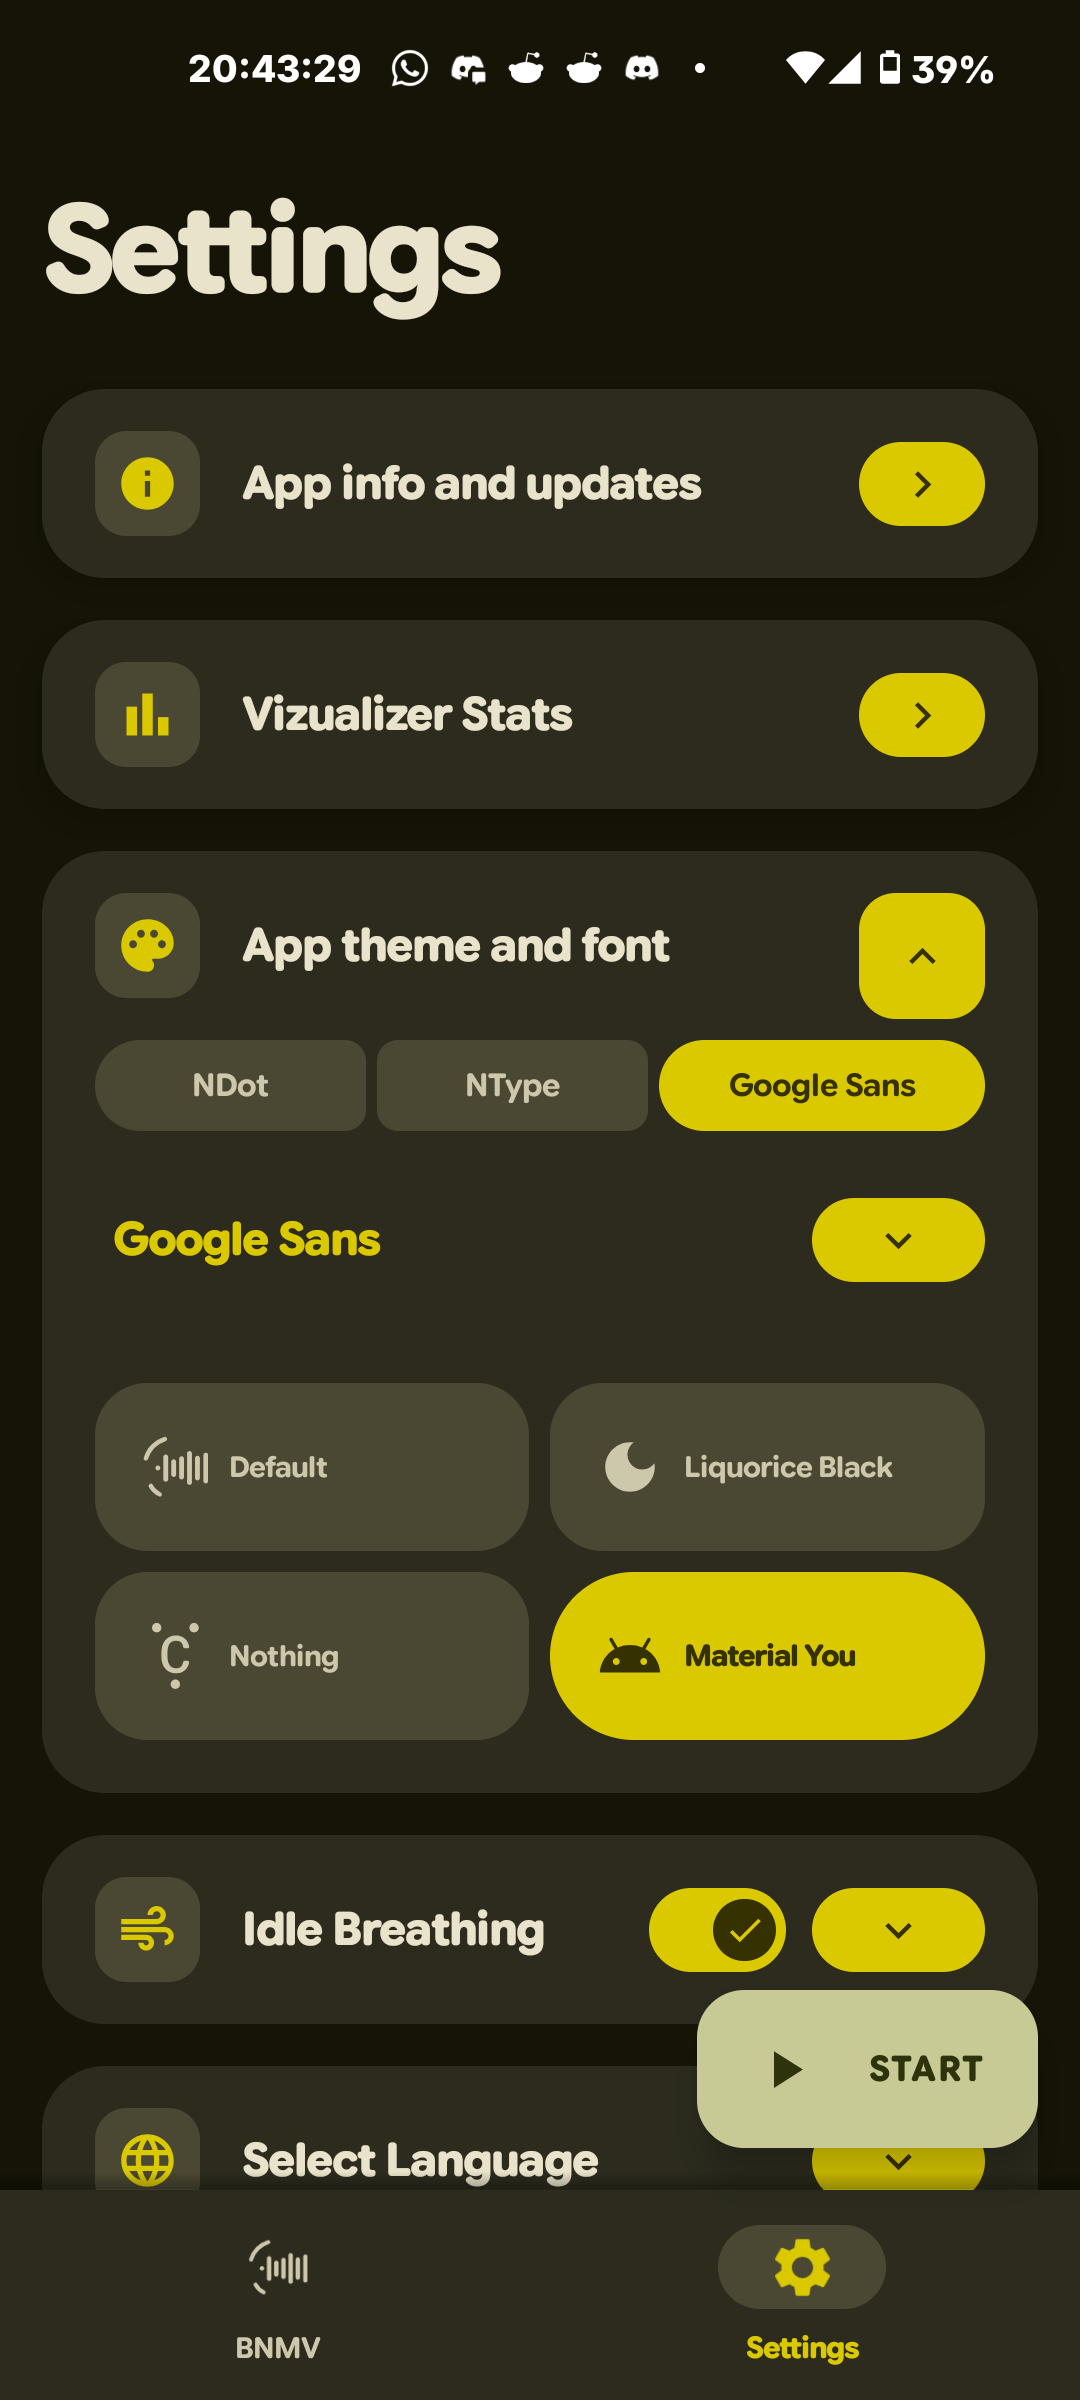 20:43:29
39%
Settings
App info and updates
Vizualizer Stats
App theme and font
NDot
NType
Google Sans
Google Sans
Default
Liquorice Black
Nothing
Material You
Idle Breathing
START
Select Language
BNMV
Settings